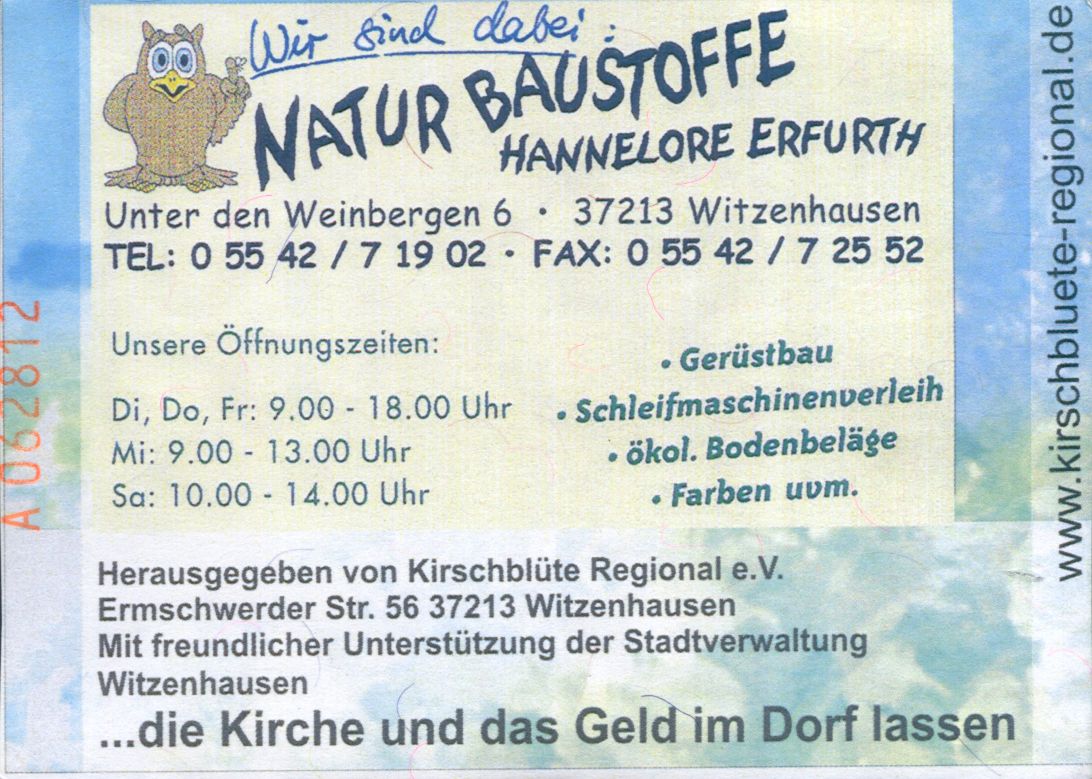 Wir sind dabei:
NATUR BAUSTOFFE
HANNELORE ERFURTH
Unter den Weinbergen 6 · 37213 Witzenhausen
TEL: 0 55 42 / 7 19 02 · FAX: 0 55 42 / 7 25 52
Unsere Öffnungszeiten:
Di, Do, Fr: 9.00 - 18.00 Uhr
Mi: 9.00 - 13.00 Uhr
Sa: 10.00 - 14.00 Uhr
• Gerüstbau
• Schleifmaschinenverleih
• ökol. Bodenbeläge
• Farben uvm.
Herausgegeben von Kirschblüte Regional e.V.
Ermschwerder Str. 56 37213 Witzenhausen
Mit freundlicher Unterstützung der Stadtverwaltung
Witzenhausen
...die Kirche und das Geld im Dorf lassen
www.kirschbluete-regional.de
A 062812